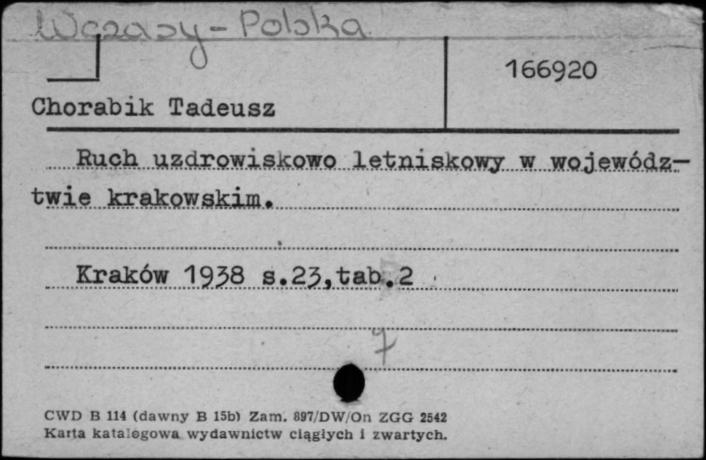 Wczasy - Polska
166920
Chorabik Tadeusz
Ruch uzdrowiskowo letniskowy w wojewódz-
twie krakowskim.
Kraków 1938 s.23,tab.2
7
CWD B 114 (dawny B 15b) Zam. 897/DW/On ZGG 2542
Karta katalogowa wydawnictw ciągłych i zwartych.